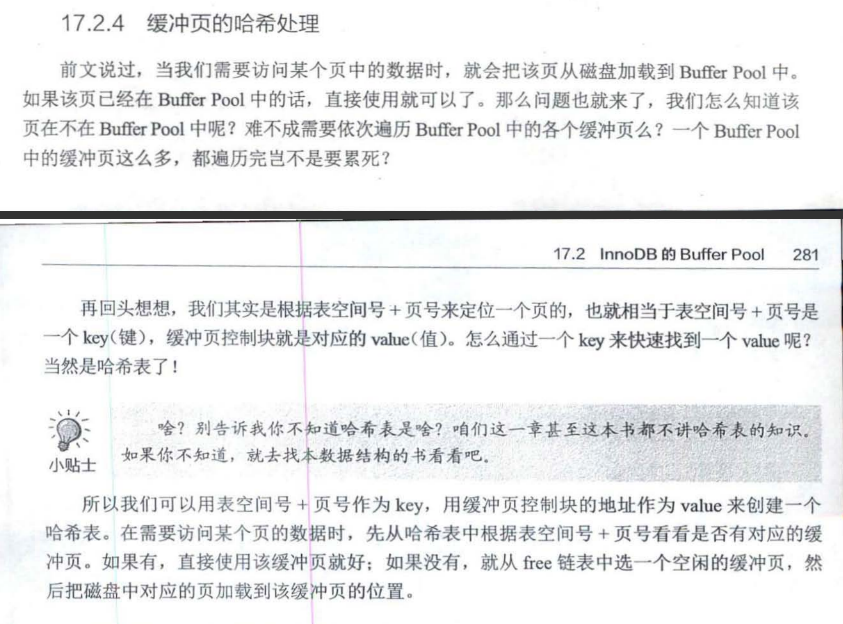 17.2.4 缓冲页的哈希处理
前文说过，当我们需要访问某个页中的数据时，就会把该页从磁盘加载到 Buffer Pool 中。
如果该页已经在 Buffer Pool 中的话，直接使用就可以了。那么问题也就来了，我们怎么知道该
页在不在 Buffer Pool 中呢？难不成需要依次遍历 Buffer Pool 中的各个缓冲页么？一个 Buffer Pool
中的缓冲页这么多，都遍历完岂不是要累死？
17.2 InnoDB 的 Buffer Pool 281
再回头想想，我们其实是根据表空间号 + 页号来定位一个页的，也就相当于表空间号 + 页号是
一个 key（键），缓冲页控制块就是对应的 value（值）。怎么通过一个 key 来快速找到一个 value 呢？
当然是哈希表了！
啥？别告诉我你不知道哈希表是啥？咱们这一章甚至这本书都不讲哈希表的知识。
如果你不知道，就去找本数据结构的书看看吧。
小贴士
所以我们可以用表空间号 + 页号作为 key，用缓冲页控制块的地址作为 value 来创建一个
哈希表。在需要访问某个页的数据时，先从哈希表中根据表空间号 + 页号看看是否有对应的缓
冲页。如果有，直接使用该缓冲页就好；如果没有，就从 free 链表中选一个空闲的缓冲页，然
后把磁盘中对应的页加载到该缓冲页的位置。